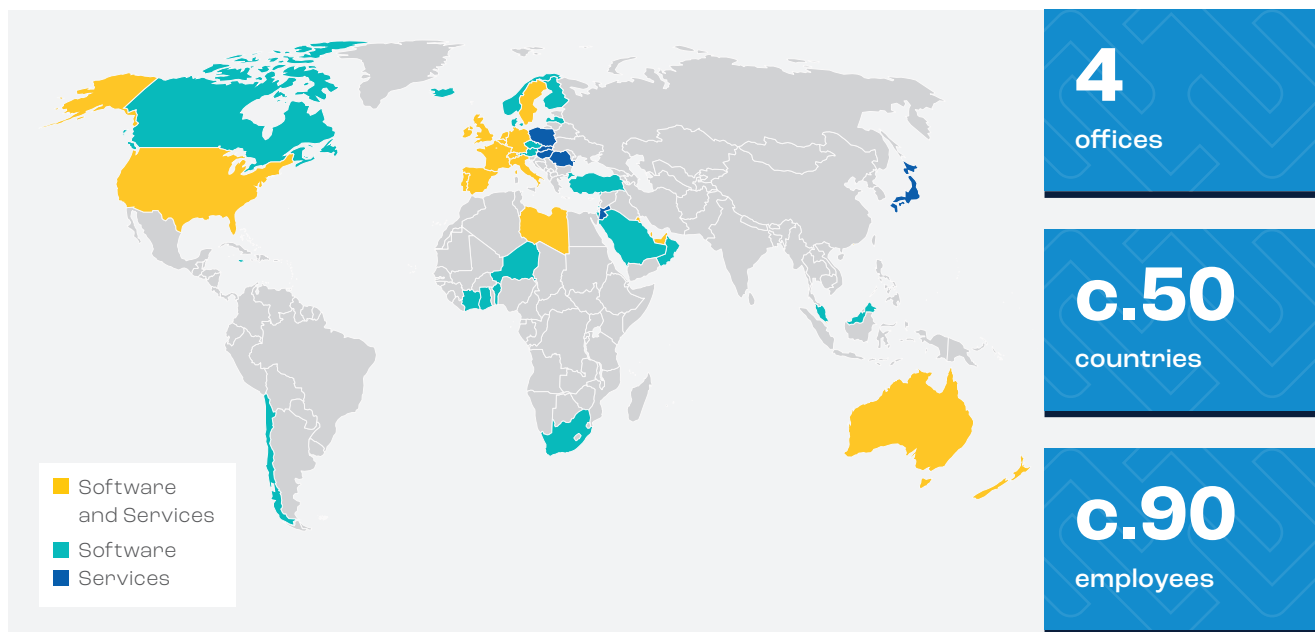 Software
and Services
Software
Services
4
offices
c.50
countries
c.90
employees